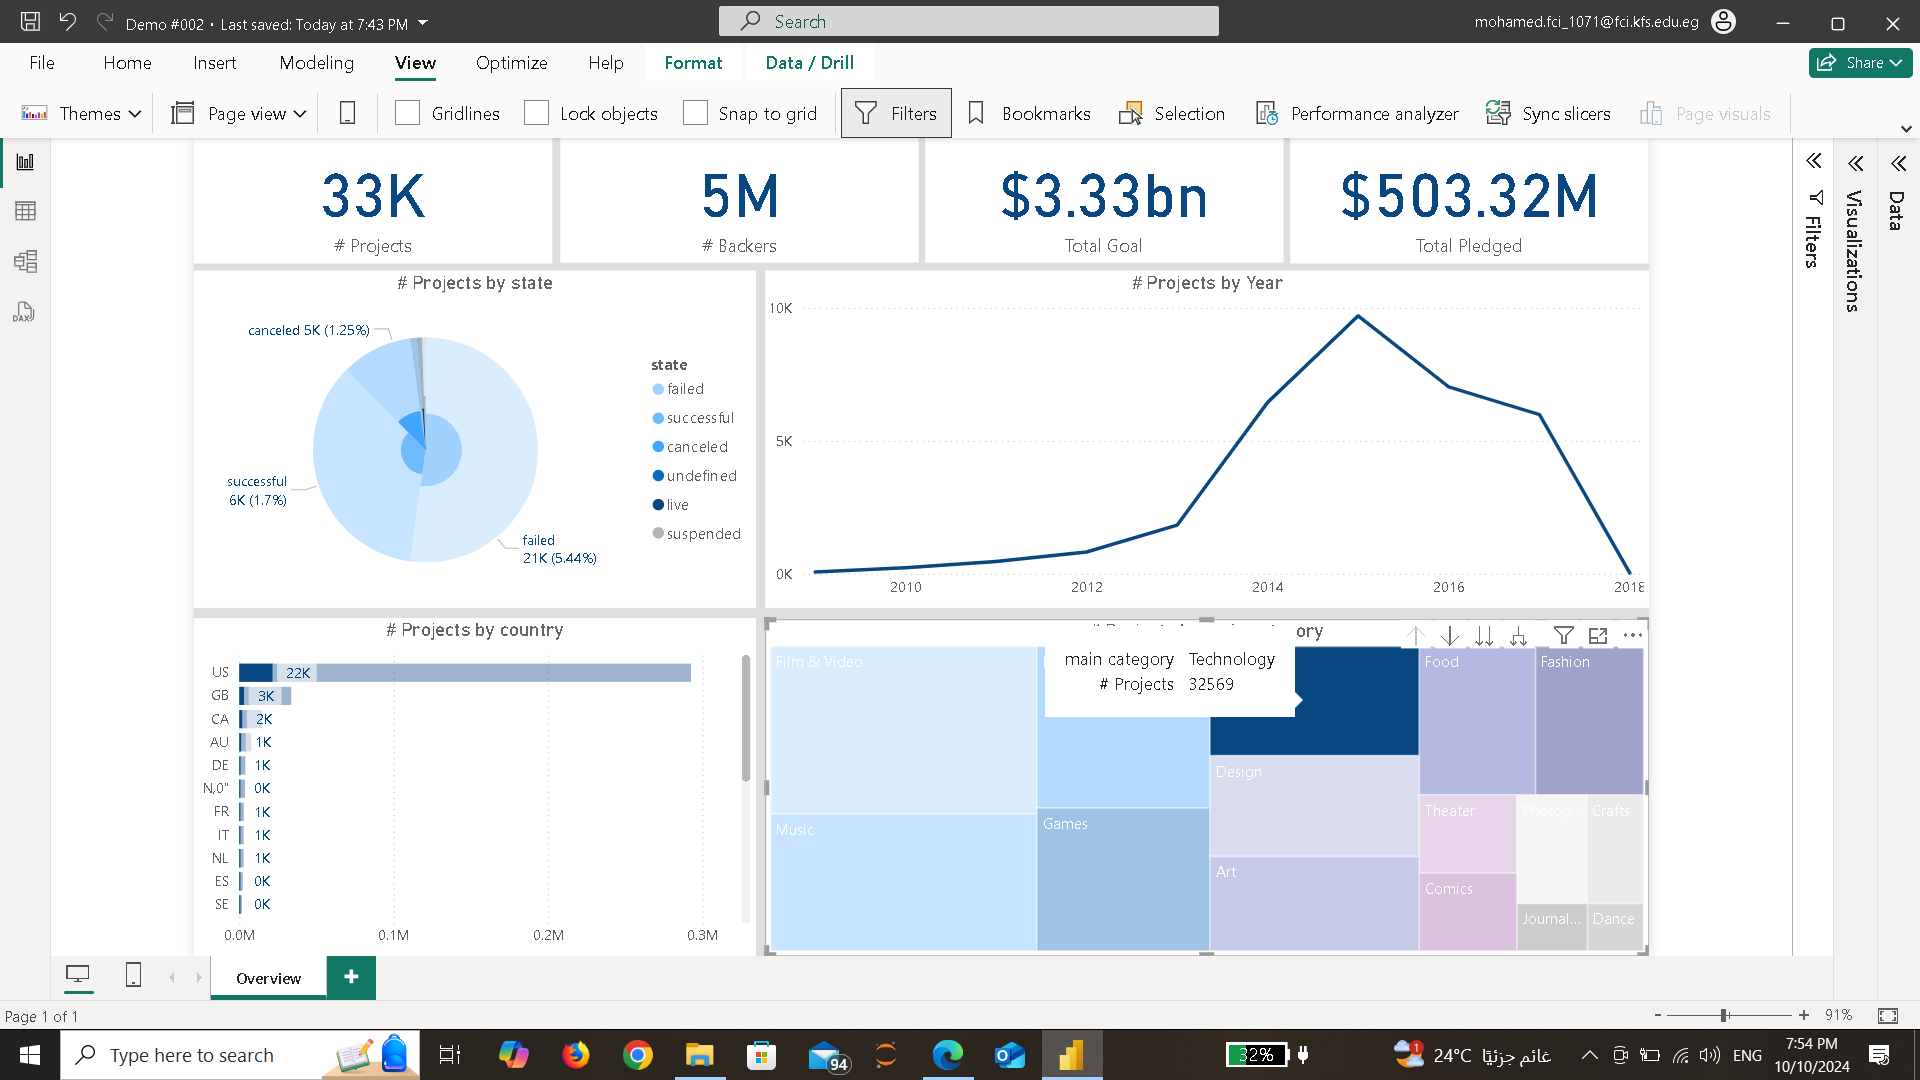 Demo #002 • Last saved: Today at 7:43 PM
Search
mohamed.fci_1071@fci.kfs.edu.eg
File Home Insert Modeling View Optimize Help Format Data / Drill
Share
Themes Page view Gridlines Lock objects Snap to grid Filters Bookmarks Selection Performance analyzer Sync slicers Page visuals
33K
# Projects
5M
# Backers
$3.33bn
Total Goal
$503.32M
Total Pledged
Filters
Visualizations
Data
DAX
# Projects by state
canceled 5K (1.25%)
successful
6K (1.7%)
failed
21K (5.44%)
state
failed
successful
canceled
undefined
live
suspended
# Projects by Year
10K
5K
0K
2010 2012 2014 2016 2018
# Projects by country
US 22K
GB 3K
CA 2K
AU 1K
DE 1K
N,0" 0K
FR 1K
IT 1K
NL 1K
ES 0K
SE 0K
0.0M 0.1M 0.2M 0.3M
ory
main category Technology
# Projects 32569
Film & Video
Music
Games
Design
Art
Food
Fashion
Theater
Comics
Photog...
Crafts
Journal...
Dance
Overview
Page 1 of 1
91%
Type here to search
94
32%
1
24°C غائم جزئيًا
ENG
7:54 PM
10/10/2024